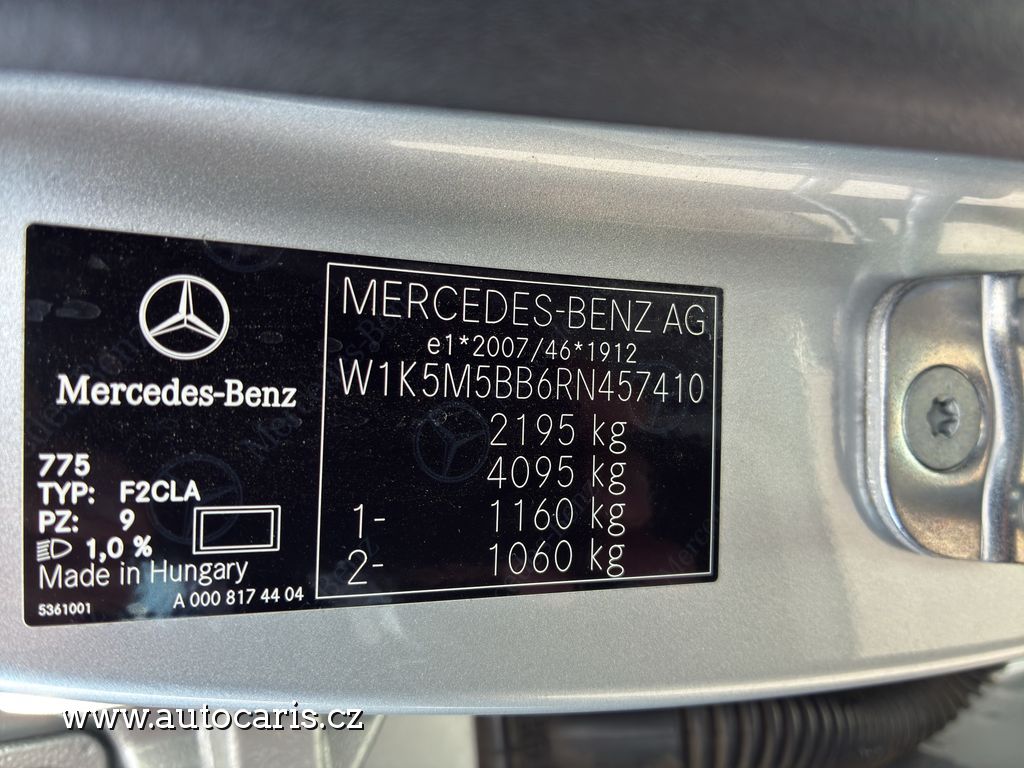 Mercedes-Benz
775
TYP: F2CLA
PZ: 9
1,0 %
Made in Hungary
5361001
A 000 817 44 04
MERCEDES-BENZ AG
e1*2007/46*1912
W1K5M5BB6RN457410
2195 kg
4095 kg
1- 1160 kg
2- 1060 kg
www.autocaris.cz